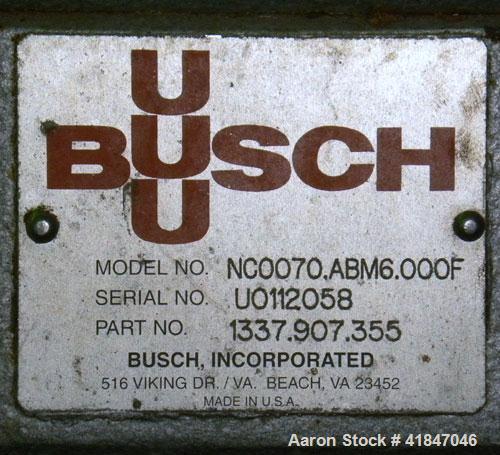 U
BUSCH
U
MODEL NO. NC0070.ABM6.000F
SERIAL NO. U0112058
PART NO. 1337.907.355
BUSCH, INCORPORATED
516 VIKING DR. / VA. BEACH, VA 23452
MADE IN U.S.A.
Aaron Stock # 41847046